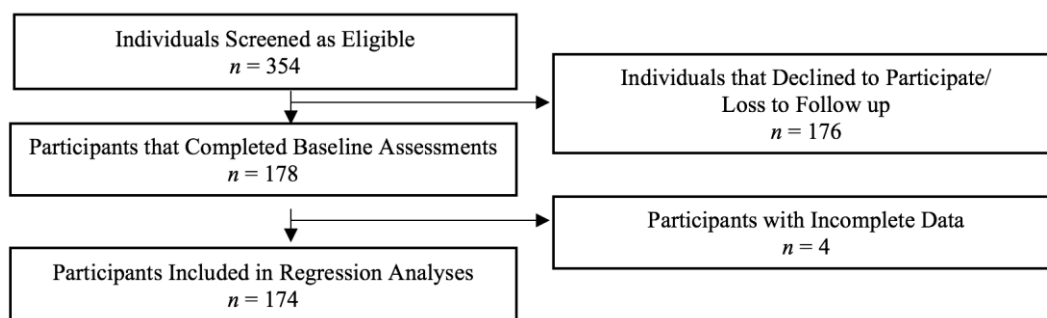 Individuals Screened as Eligible
n = 354
Individuals that Declined to Participate/
Loss to Follow up
n = 176
Participants that Completed Baseline Assessments
n = 178
Participants with Incomplete Data
n = 4
Participants Included in Regression Analyses
n = 174